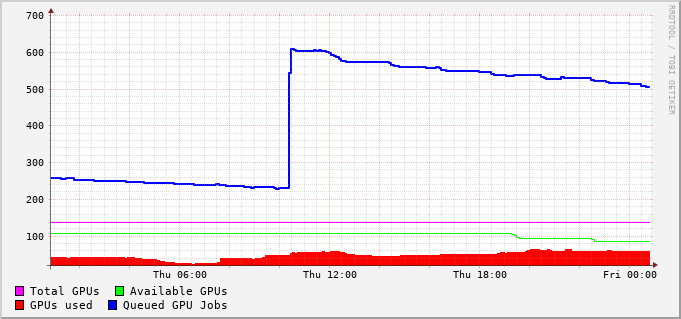 700
600
500
400
300
200
100
Thu 06:00 Thu 12:00 Thu 18:00 Fri 00:00
Total GPUs Available GPUs
GPUs used Queued GPU Jobs
RRDTOOL / TOBI OETIKER